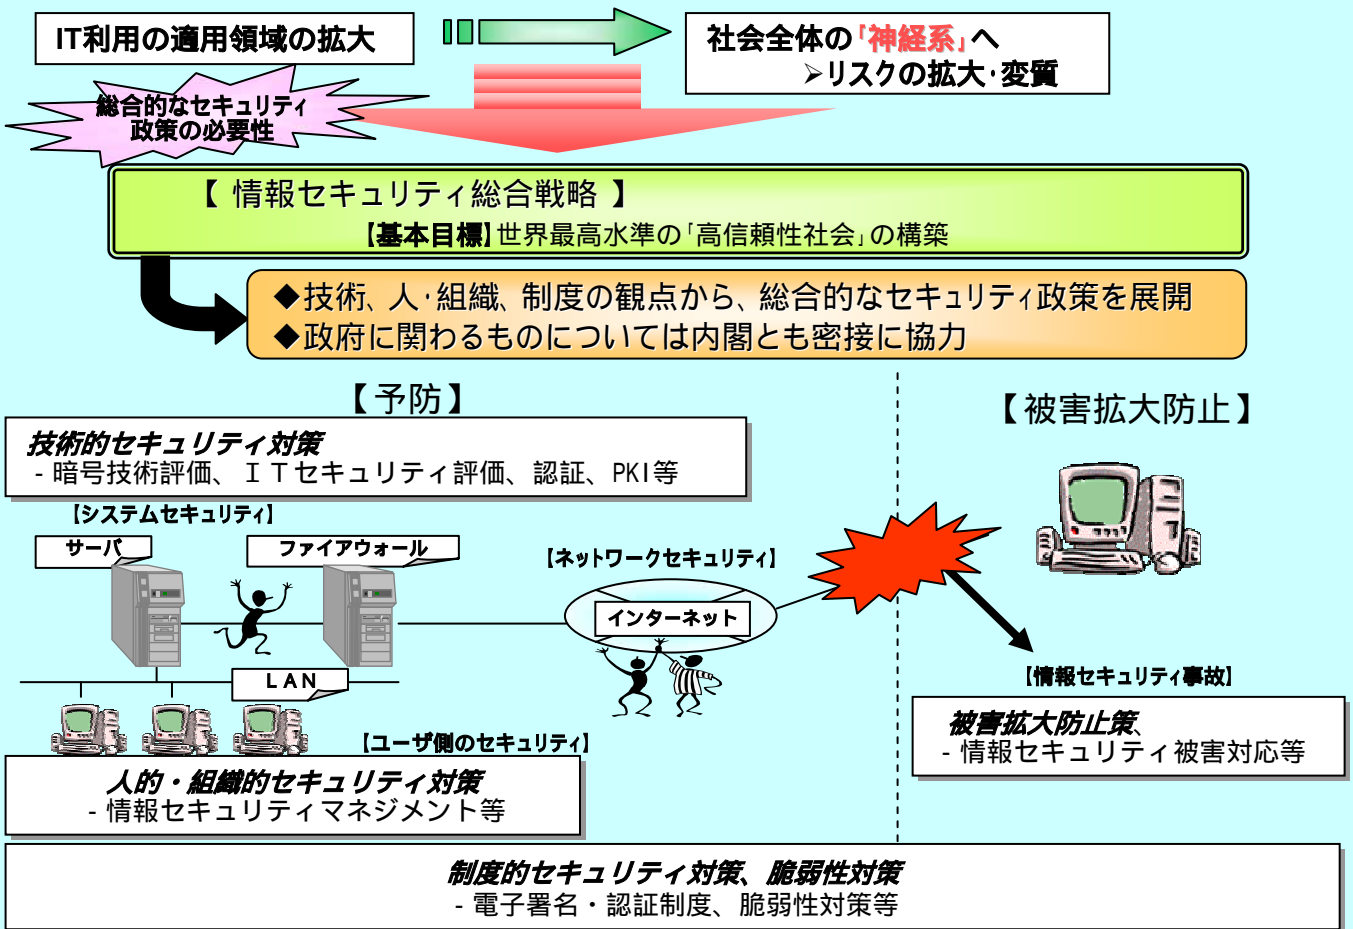 IT利用の適用領域の拡大
社会全体の「神経系」へ
➢リスクの拡大・変質
総合的なセキュリティ
政策の必要性
【 情報セキュリティ総合戦略 】
【基本目標】世界最高水準の「高信頼性社会」の構築
◆技術、人・組織、制度の観点から、総合的なセキュリティ政策を展開
◆政府に関わるものについては内閣とも密接に協力
【予防】
【被害拡大防止】
技術的セキュリティ対策
- 暗号技術評価、ＩＴセキュリティ評価、認証、PKI等
【システムセキュリティ】
サーバ
ファイアウォール
【ネットワークセキュリティ】
インターネット
LAN
【ユーザ側のセキュリティ】
【情報セキュリティ事故】
被害拡大防止策、
- 情報セキュリティ被害対応等
人的・組織的セキュリティ対策
- 情報セキュリティマネジメント等
制度的セキュリティ対策、脆弱性対策
- 電子署名・認証制度、脆弱性対策等